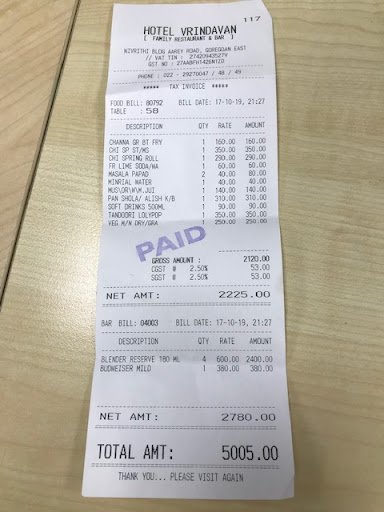 117
HOTEL VRINDAVAN
[ FAMILY RESTAURANT & BAR ]
NIVRITHI BLDG AAREY ROAD, GOREGOAN EAST
// VAT TIN : 27420943527V
GST NO : 27AABFH1426N1ZO
PHONE : 022 - 29270047 / 48 / 49
***** TAX INVOICE *****
FOOD BILL: 80792 BILL DATE: 17-10-19, 21:27
TABLE : 58
DESCRIPTION QTY RATE AMOUNT
CHANNA GR BT FRY 1 160.00 160.00
CHI SP ST/MS 1 350.00 350.00
CHI SPRING ROLL 1 290.00 290.00
FR LIME SODA/WA 1 60.00 60.00
MASALA PAPAD 2 40.00 80.00
MINRIAL WATER 1 40.00 40.00
MUS\OR\W\M.JUI 1 140.00 140.00
PAN SHOLA/ ALISH K/B 1 310.00 310.00
SOFT DRINKS 500ML 1 90.00 90.00
TANDOORI LOLYPOP 1 350.00 350.00
VEG M/N DRY/GRA 1 250.00 250.00
PAID
GROSS AMOUNT : 2120.00
CGST @ 2.50% 53.00
SGST @ 2.50% 53.00
NET AMT: 2225.00
BAR BILL: 04003 BILL DATE: 17-10-19, 21:27
DESCRIPTION QTY RATE AMOUNT
BLENDER RESERVE 180 ML 4 600.00 2400.00
BUDWEISER MILD 1 380.00 380.00
NET AMT: 2780.00
TOTAL AMT: 5005.00
THANK YOU... PLEASE VISIT AGAIN